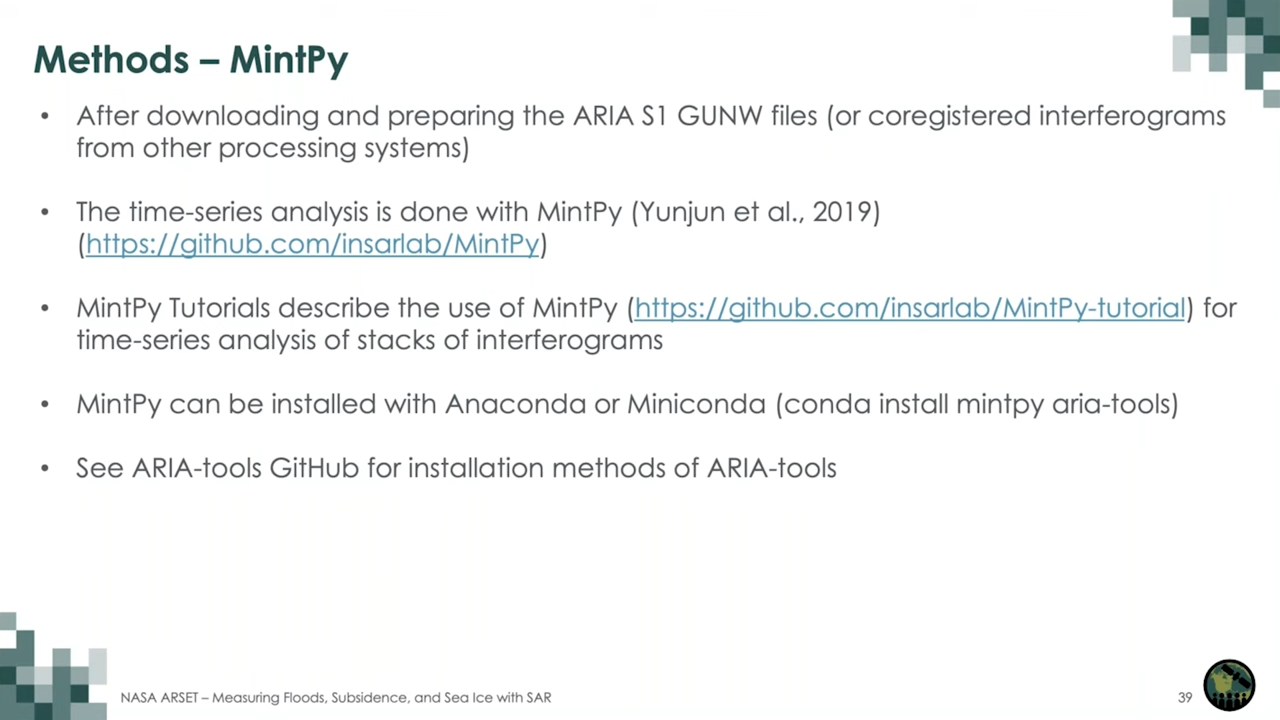 Methods – MintPy
• After downloading and preparing the ARIA S1 GUNW files (or coregistered interferograms
from other processing systems)
• The time-series analysis is done with MintPy (Yunjun et al., 2019)
(https://github.com/insarlab/MintPy)
• MintPy Tutorials describe the use of MintPy (https://github.com/insarlab/MintPy-tutorial) for
time-series analysis of stacks of interferograms
• MintPy can be installed with Anaconda or Miniconda (conda install mintpy aria-tools)
• See ARIA-tools GitHub for installation methods of ARIA-tools
NASA ARSET – Measuring Floods, Subsidence, and Sea Ice with SAR
39